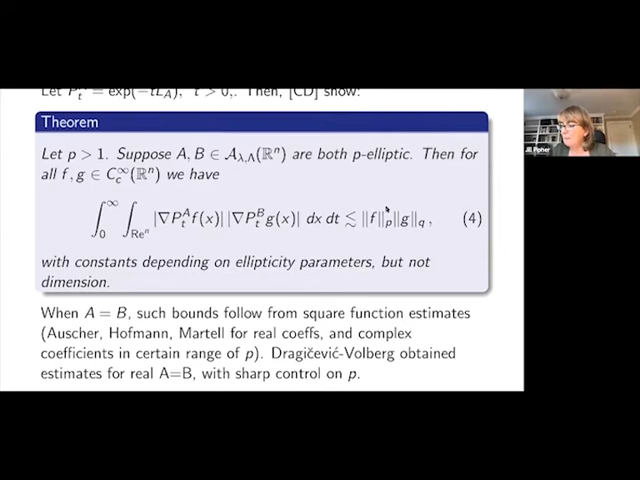 Let P_t^A = exp(−tL_A), t > 0,. Then, [CD] show:
Theorem
Let p > 1. Suppose A, B ∈ 𝒜_{λ,Λ}(ℝⁿ) are both p-elliptic. Then for
all f, g ∈ C_c^∞(ℝⁿ) we have
∫_0^∞ ∫_{Reⁿ} |∇P_t^A f(x)| |∇P_t^B g(x)| dx dt ≲ ‖f‖_p‖g‖_q, (4)
with constants depending on ellipticity parameters, but not
dimension.
When A = B, such bounds follow from square function estimates
(Auscher, Hofmann, Martell for real coeffs, and complex
coefficients in certain range of p). Dragičević-Volberg obtained
estimates for real A=B, with sharp control on p.
Jill Pipher